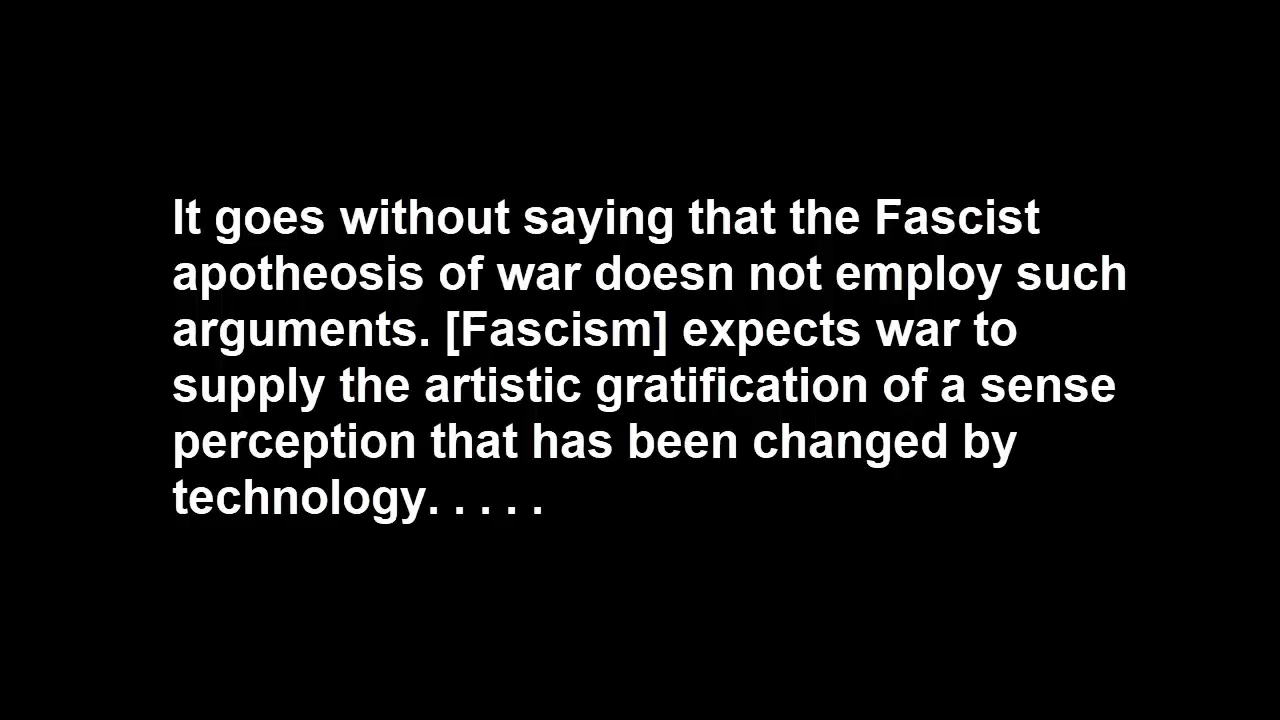 It goes without saying that the Fascist
apotheosis of war doesn not employ such
arguments. [Fascism] expects war to
supply the artistic gratification of a sense
perception that has been changed by
technology. . . . .